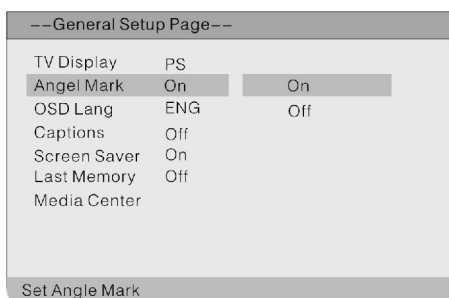 --General Setup Page--
TV Display PS
Angel Mark On On
OSD Lang ENG Off
Captions Off
Screen Saver On
Last Memory Off
Media Center
Set Angle Mark